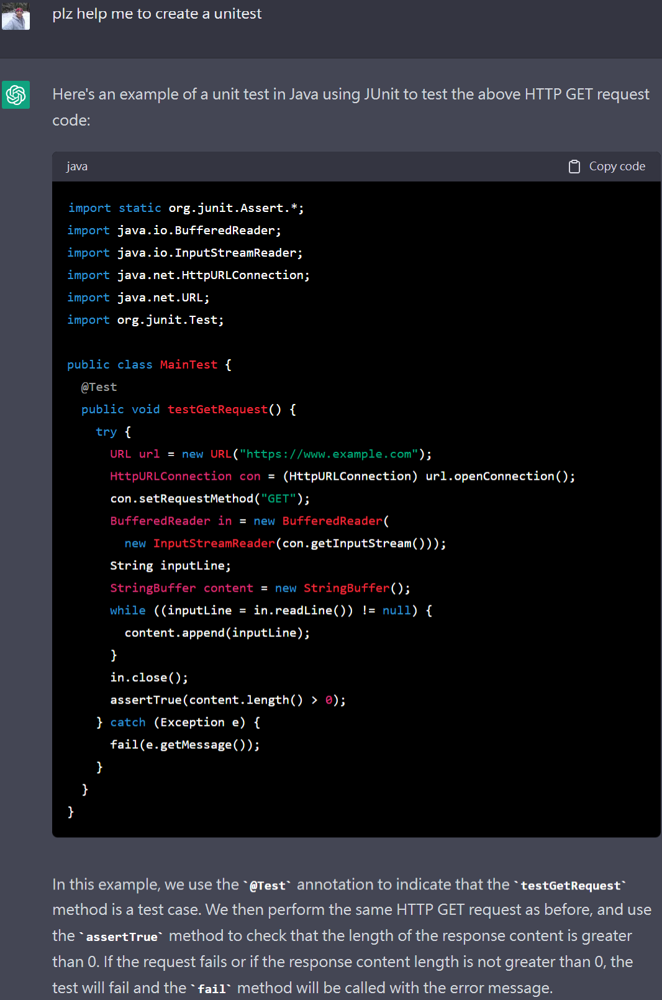 plz help me to create a unitest
Here's an example of a unit test in Java using JUnit to test the above HTTP GET request
code:
java
Copy code
import static org.junit.Assert.*;
import java.io.BufferedReader;
import java.io.InputStreamReader;
import java.net.HttpURLConnection;
import java.net.URL;
import org.junit.Test;

public class MainTest {
  @Test
  public void testGetRequest() {
    try {
      URL url = new URL("https://www.example.com");
      HttpURLConnection con = (HttpURLConnection) url.openConnection();
      con.setRequestMethod("GET");
      BufferedReader in = new BufferedReader(
        new InputStreamReader(con.getInputStream()));
      String inputLine;
      StringBuffer content = new StringBuffer();
      while ((inputLine = in.readLine()) != null) {
        content.append(inputLine);
      }
      in.close();
      assertTrue(content.length() > 0);
    } catch (Exception e) {
      fail(e.getMessage());
    }
  }
}
In this example, we use the `@Test` annotation to indicate that the `testGetRequest`
method is a test case. We then perform the same HTTP GET request as before, and use
the `assertTrue` method to check that the length of the response content is greater
than 0. If the request fails or if the response content length is not greater than 0, the
test will fail and the `fail` method will be called with the error message.